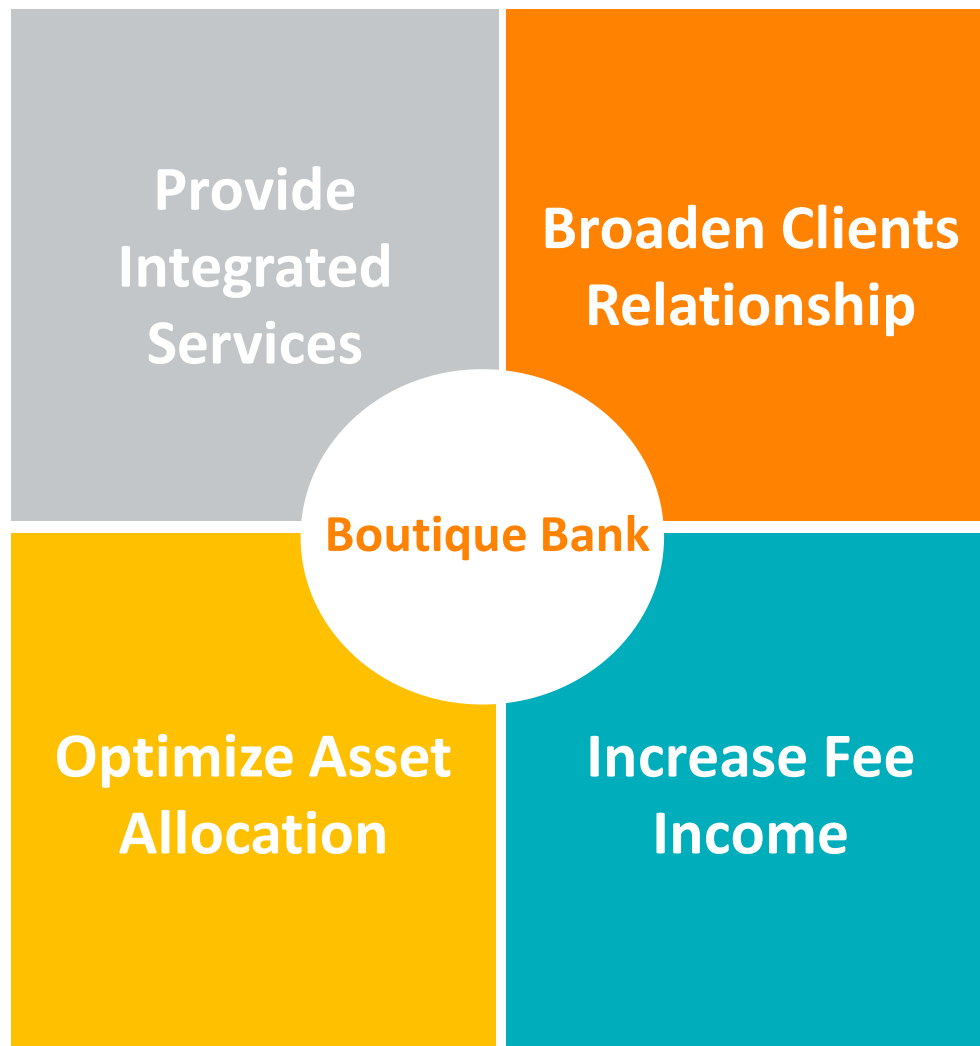 Provide
Integrated
Services
Broaden Clients
Relationship
Boutique Bank
Optimize Asset
Allocation
Increase Fee
Income